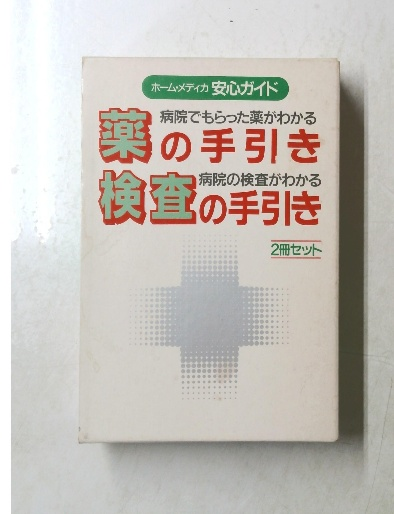 ホーム・メディカ 安心ガイド
病院でもらった薬がわかる
薬の手引き
病院の検査がわかる
検査の手引き
2冊セット